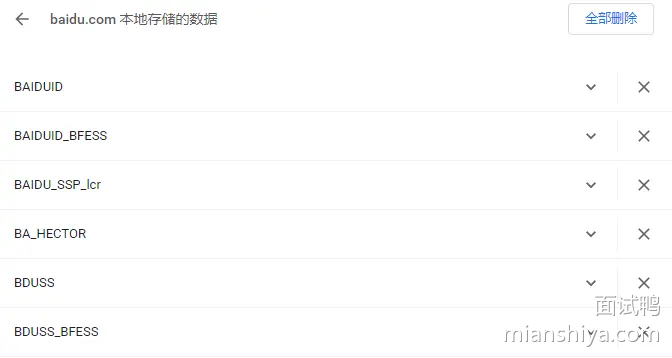 baidu.com 本地存储的数据
全部删除
BAIDUID
BAIDUID_BFESS
BAIDU_SSP_lcr
BA_HECTOR
BDUSS
BDUSS_BFESS
面试鸭
mianshiya.com